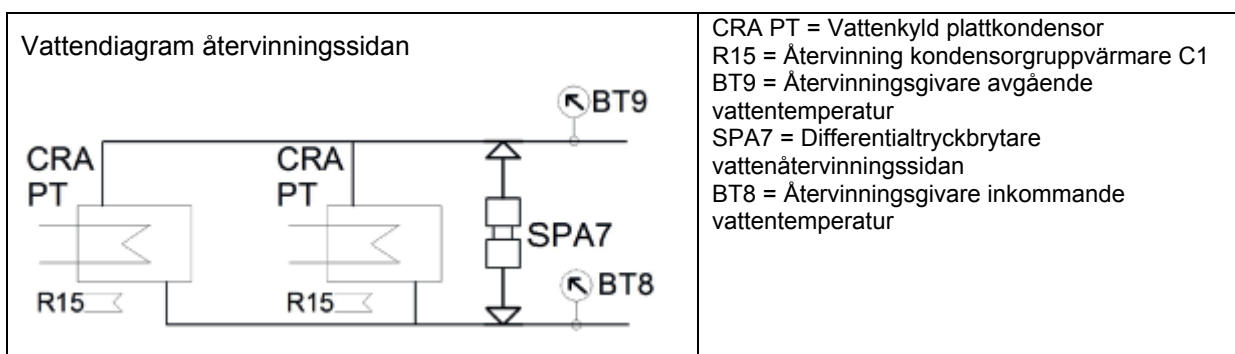 Vattendiagram återvinningssidan
BT9
CRA
PT
CRA
PT
SPA7
BT8
R15
R15
CRA PT = Vattenkyld plattkondensor
R15 = Återvinning kondensorgruppvärmare C1
BT9 = Återvinningsgivare avgående
vattentemperatur
SPA7 = Differentialtryckbrytare
vattenåtervinningssidan
BT8 = Återvinningsgivare inkommande
vattentemperatur